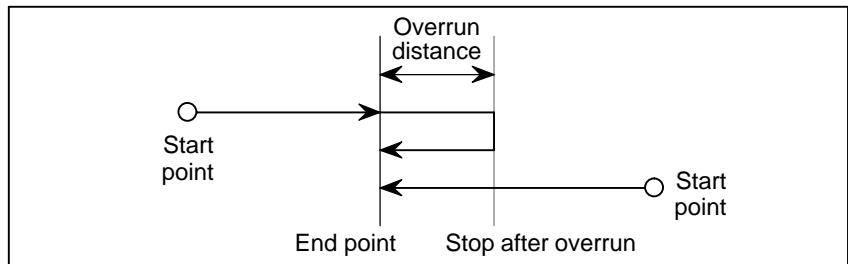 Overrun
distance
Start
point
Start
point
End point
Stop after overrun